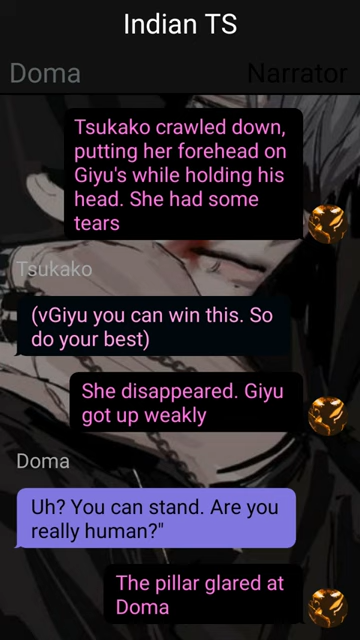 Indian TS
Doma
Narrator
Tsukako crawled down,
putting her forehead on
Giyu's while holding his
head. She had some
tears
Tsukako
(vGiyu you can win this. So
do your best)
She disappeared. Giyu
got up weakly
Doma
Uh? You can stand. Are you
really human?"
The pillar glared at
Doma